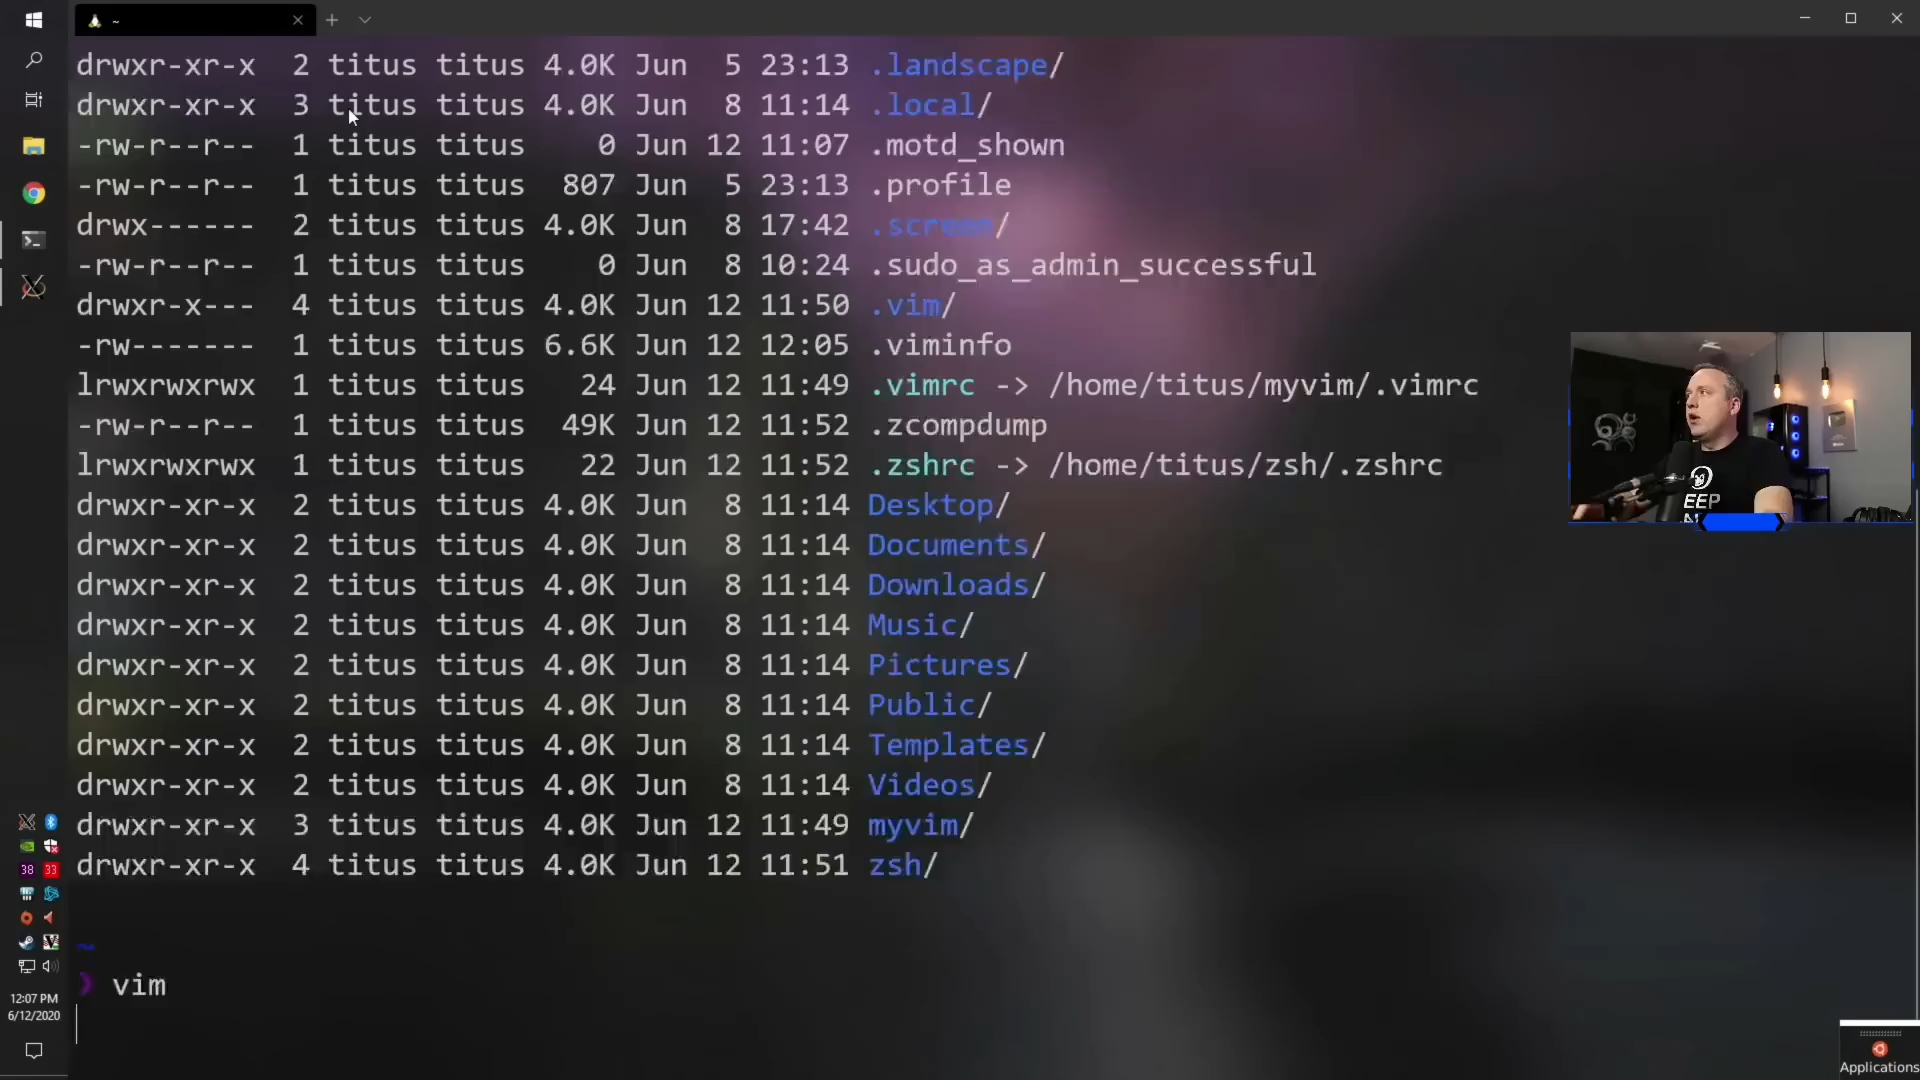 ~
drwxr-xr-x 2 titus titus 4.0K Jun 5 23:13 .landscape/
drwxr-xr-x 3 titus titus 4.0K Jun 8 11:14 .local/
-rw-r--r-- 1 titus titus 0 Jun 12 11:07 .motd_shown
-rw-r--r-- 1 titus titus 807 Jun 5 23:13 .profile
drwx------ 2 titus titus 4.0K Jun 8 17:42 .screen/
-rw-r--r-- 1 titus titus 0 Jun 8 10:24 .sudo_as_admin_successful
drwxr-x--- 4 titus titus 4.0K Jun 12 11:50 .vim/
-rw------- 1 titus titus 6.6K Jun 12 12:05 .viminfo
lrwxrwxrwx 1 titus titus 24 Jun 12 11:49 .vimrc -> /home/titus/myvim/.vimrc
-rw-r--r-- 1 titus titus 49K Jun 12 11:52 .zcompdump
lrwxrwxrwx 1 titus titus 22 Jun 12 11:52 .zshrc -> /home/titus/zsh/.zshrc
drwxr-xr-x 2 titus titus 4.0K Jun 8 11:14 Desktop/
drwxr-xr-x 2 titus titus 4.0K Jun 8 11:14 Documents/
drwxr-xr-x 2 titus titus 4.0K Jun 8 11:14 Downloads/
drwxr-xr-x 2 titus titus 4.0K Jun 8 11:14 Music/
drwxr-xr-x 2 titus titus 4.0K Jun 8 11:14 Pictures/
drwxr-xr-x 2 titus titus 4.0K Jun 8 11:14 Public/
drwxr-xr-x 2 titus titus 4.0K Jun 8 11:14 Templates/
drwxr-xr-x 2 titus titus 4.0K Jun 8 11:14 Videos/
drwxr-xr-x 3 titus titus 4.0K Jun 12 11:49 myvim/
drwxr-xr-x 4 titus titus 4.0K Jun 12 11:51 zsh/
~
❯ vim
EEP
38 33
12:07 PM
6/12/2020
Applications